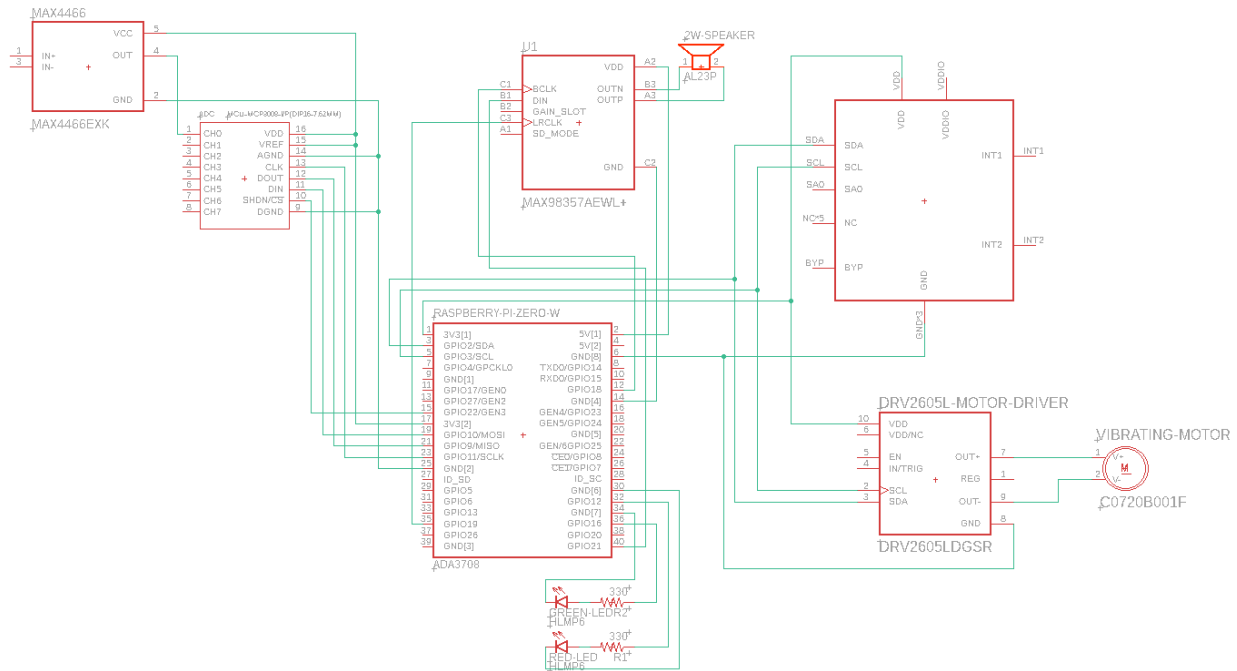 MAX4466
VCC 5
1 IN+
OUT 4
3 IN-
GND 2
MAX4466EXK
MCU-MCP3008-I/P(DIP16-7.62MM)
1 CH0 VDD 16
2 CH1 VREF 15
3 CH2 AGND 14
4 CH3 CLK 13
5 CH4 DOUT 12
6 CH5 DIN 11
7 CH6 SHDN/CS 10
8 CH7 DGND 9
U1
VDD A2
C1 BCLK OUTN B3
B1 DIN OUTP A3
B2 GAIN_SLOT
C3 LRCLK
A1 SD_MODE
GND C2
MAX98357AEWL+
2W-SPEAKER
1 2
AL23P
VDD VDDIO
VDD VDDIO
SDA SDA
SCL SCL
SA0 SA0
NC*5 NC
BYP BYP
INT1 INT1
INT2 INT2
GND
GND*3
RASPBERRY-PI-ZERO-W
1 3V3[1] 5V[1] 2
3 GPIO2/SDA 5V[2] 4
5 GPIO3/SCL GND[8] 6
7 GPIO4/GPCKL0 TXD0/GPIO14 8
9 GND[1] RXD0/GPIO15 10
11 GPIO17/GEN0 GPIO18 12
13 GPIO27/GEN2 GND[4] 14
15 GPIO22/GEN3 GEN4/GPIO23 16
17 3V3[2] GEN5/GPIO24 18
19 GPIO10/MOSI GND[5] 20
21 GPIO9/MISO GEN/6GPIO25 22
23 GPIO11/SCLK CE0/GPIO8 24
25 GND[2] CE1/GPIO7 26
27 ID_SD ID_SC 28
29 GPIO5 GND[6] 30
31 GPIO6 GPIO12 32
33 GPIO13 GND[7] 34
35 GPIO19 GPIO16 36
37 GPIO26 GPIO20 38
39 GND[3] GPIO21 40
ADA3708
330
GREEN-LED R2
HLMP6
330
RED-LED R1
HLMP6
DRV2605L-MOTOR-DRIVER
10 VDD
6 VDD/NC
5 EN OUT+ 7
4 IN/TRIG
REG 1
2 SCL
3 SDA OUT- 9
GND 8
DRV2605LDGSR
VIBRATING-MOTOR
1 V+
M
2 V-
C0720B001F